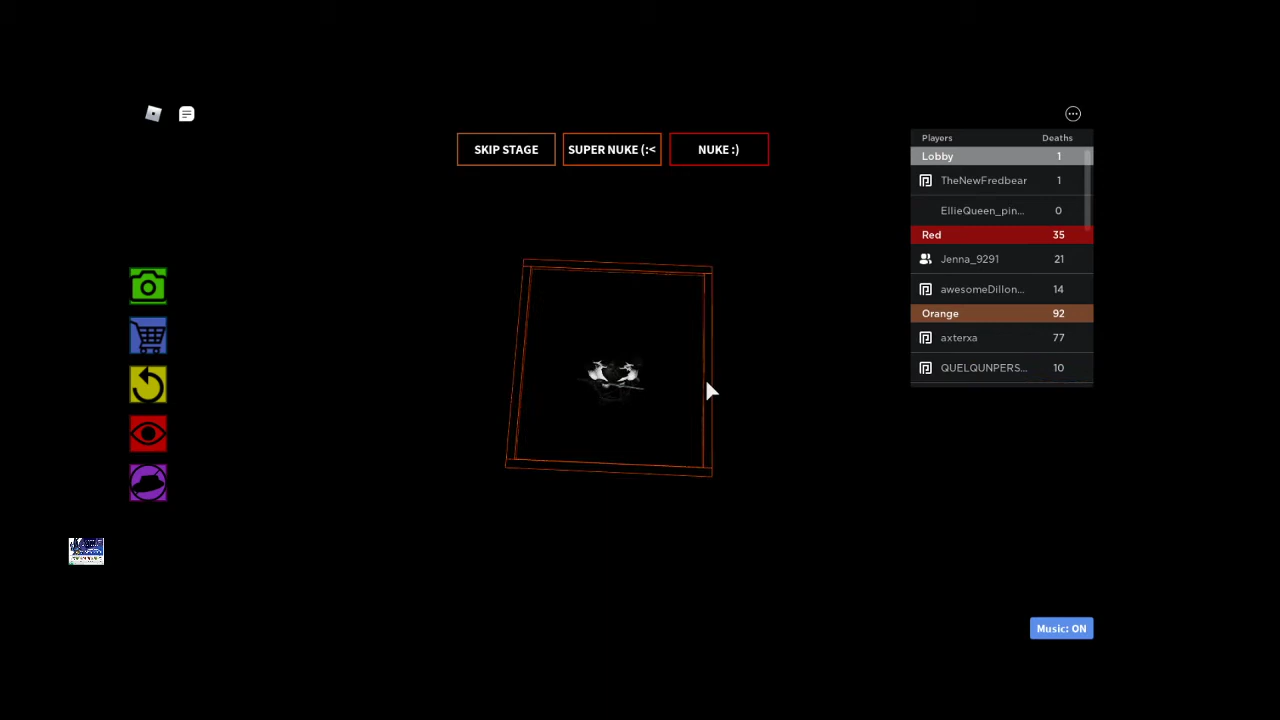 SKIP STAGE
SUPER NUKE (:<
NUKE :)
Players Deaths
Lobby 1
TheNewFredbear 1
EllieQueen_pin... 0
Red 35
Jenna_9291 21
awesomeDillon... 14
Orange 92
axterxa 77
QUELQUNPERS... 10
Music: ON